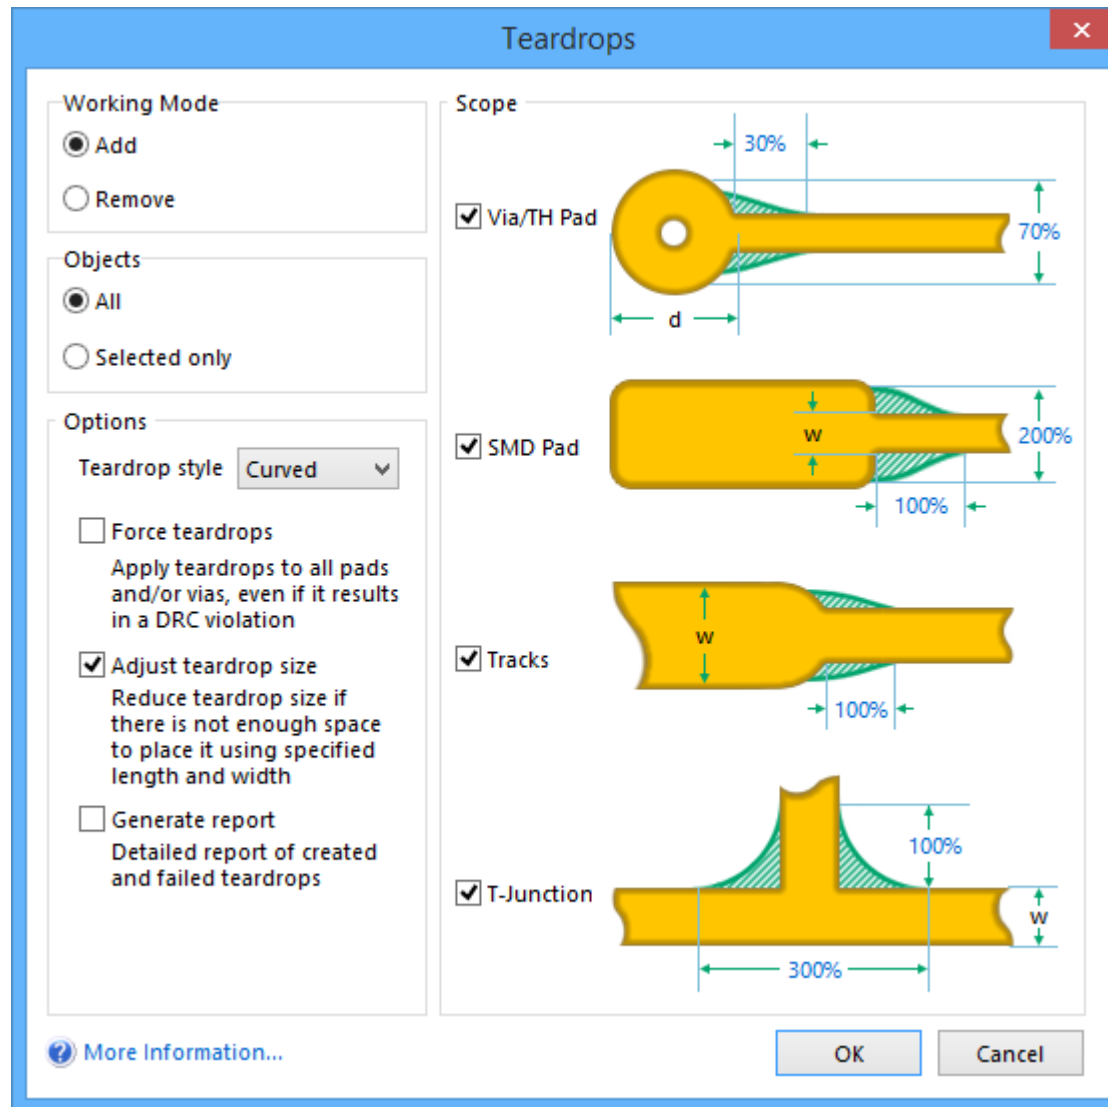 Teardrops
Working Mode
Add
Remove
Objects
All
Selected only
Options
Teardrop style Curved
Force teardrops
Apply teardrops to all pads
and/or vias, even if it results
in a DRC violation
Adjust teardrop size
Reduce teardrop size if
there is not enough space
to place it using specified
length and width
Generate report
Detailed report of created
and failed teardrops
Scope
30%
Via/TH Pad
70%
d
SMD Pad
w
200%
100%
w
Tracks
100%
100%
T-Junction
w
300%
More Information...
OK
Cancel